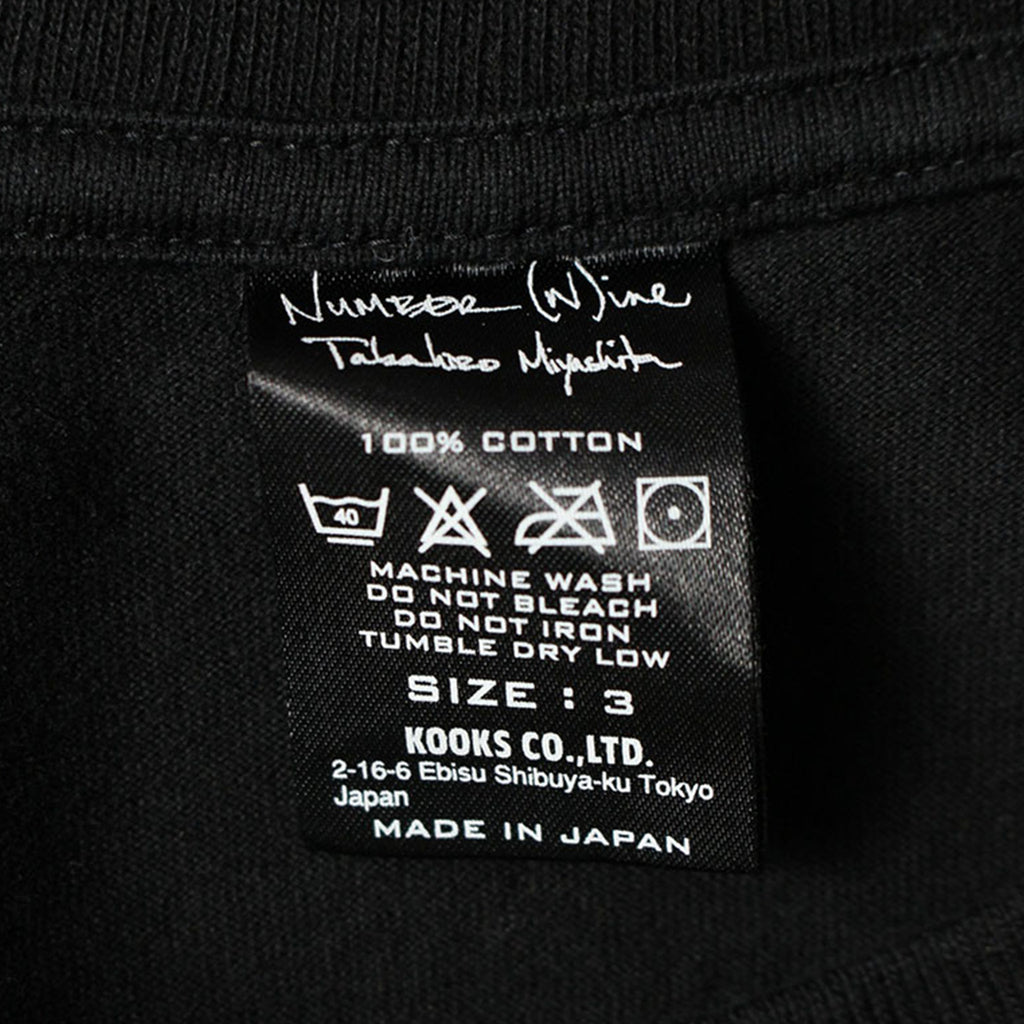 Number (N)ine
Takahiro Miyashita
100% COTTON
40
MACHINE WASH
DO NOT BLEACH
DO NOT IRON
TUMBLE DRY LOW
SIZE : 3
KOOKS CO.,LTD.
2-16-6 Ebisu Shibuya-ku Tokyo
Japan
MADE IN JAPAN